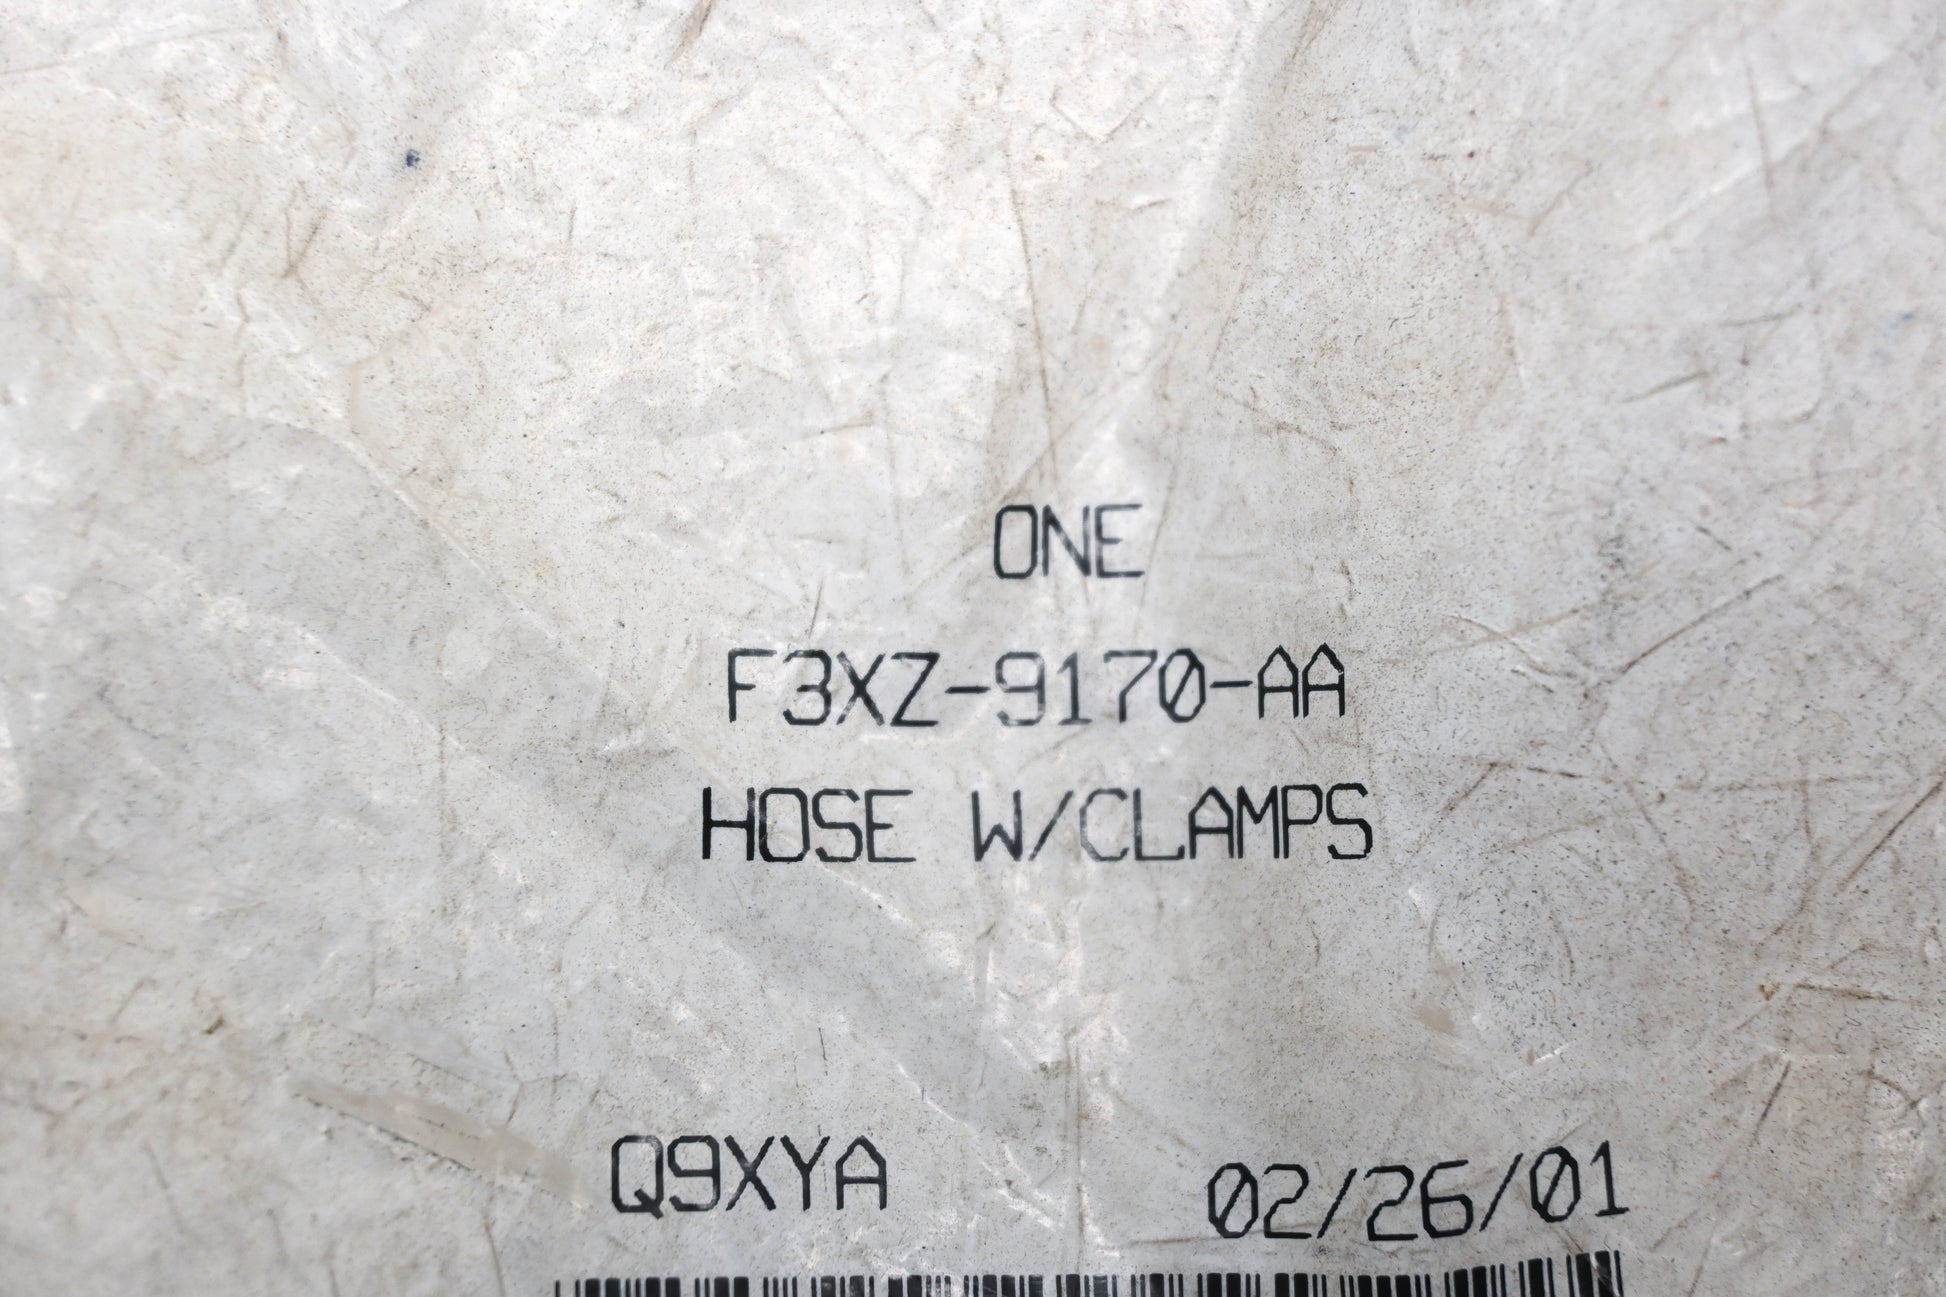 ONE
F3XZ-9170-AA
HOSE W/CLAMPS
Q9XYA 02/26/01